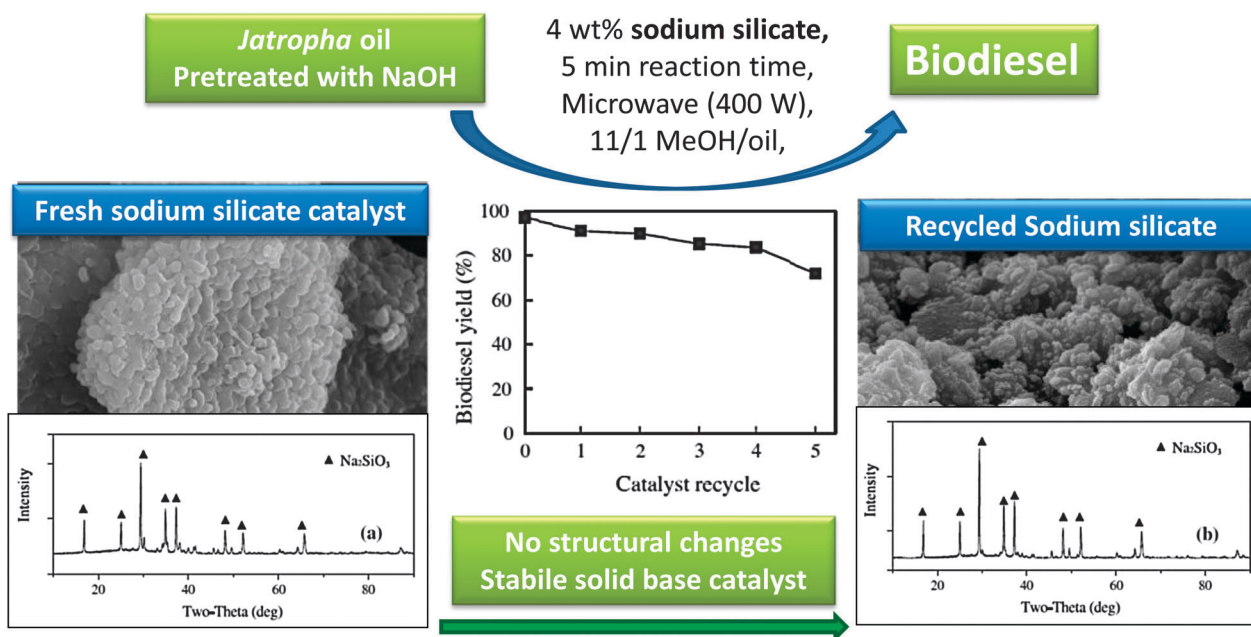 Jatropha oil
Pretreated with NaOH
4 wt% sodium silicate,
5 min reaction time,
Microwave (400 W),
11/1 MeOH/oil,
Biodiesel
Fresh sodium silicate catalyst
Intensity
▲ Na₂SiO₃
(a)
20
40
60
80
Two-Theta (deg)
Biodiesel yield (%)
100
80
60
40
20
0
0 1 2 3 4 5
Catalyst recycle
Recycled Sodium silicate
Intensity
▲ Na₂SiO₃
(b)
20
40
60
80
Two-Theta (deg)
No structural changes
Stabile solid base catalyst